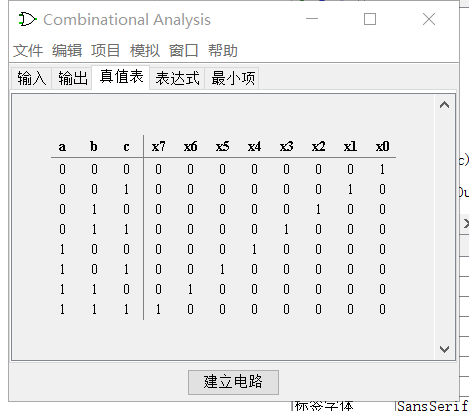 Combinational Analysis
文件 编辑 项目 模拟 窗口 帮助
输入 输出 真值表 表达式 最小项
a b c x7 x6 x5 x4 x3 x2 x1 x0
0 0 0 0 0 0 0 0 0 0 1
0 0 1 0 0 0 0 0 0 1 0
0 1 0 0 0 0 0 0 1 0 0
0 1 1 0 0 0 0 1 0 0 0
1 0 0 0 0 0 1 0 0 0 0
1 0 1 0 0 1 0 0 0 0 0
1 1 0 0 1 0 0 0 0 0 0
1 1 1 1 0 0 0 0 0 0 0
建立电路
c)
Ou
标签字体 SansSerif